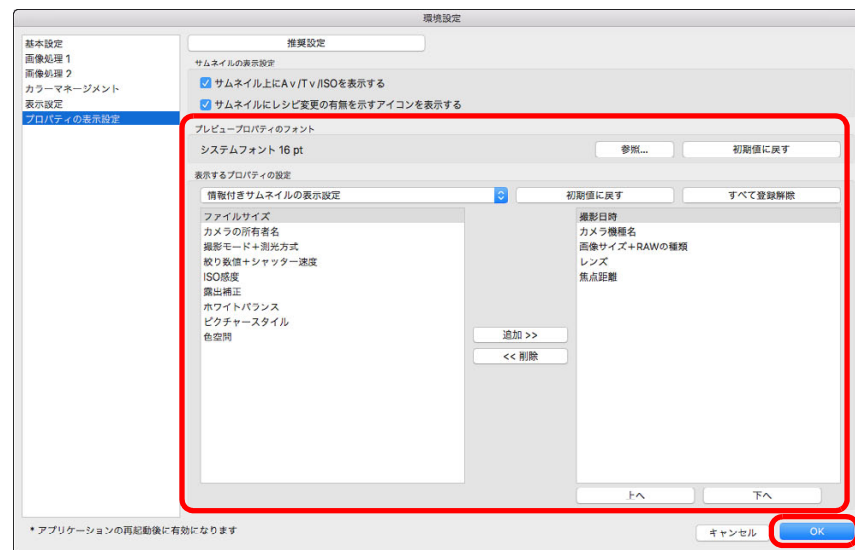 環境設定
基本設定
画像処理 1
画像処理 2
カラーマネージメント
表示設定
プロパティの表示設定
推奨設定
サムネイルの表示設定
サムネイル上にAv/Tv/ISOを表示する
サムネイルにレシピ変更の有無を示すアイコンを表示する
プレビュープロパティのフォント
システムフォント 16 pt
参照...
初期値に戻す
表示するプロパティの設定
情報付きサムネイルの表示設定
初期値に戻す
すべて登録解除
ファイルサイズ
カメラの所有者名
撮影モード+測光方式
絞り数値+シャッター速度
ISO感度
露出補正
ホワイトバランス
ピクチャースタイル
色空間
追加 >>
<< 削除
撮影日時
カメラ機種名
画像サイズ+RAWの種類
レンズ
焦点距離
上へ
下へ
* アプリケーションの再起動後に有効になります
キャンセル
OK